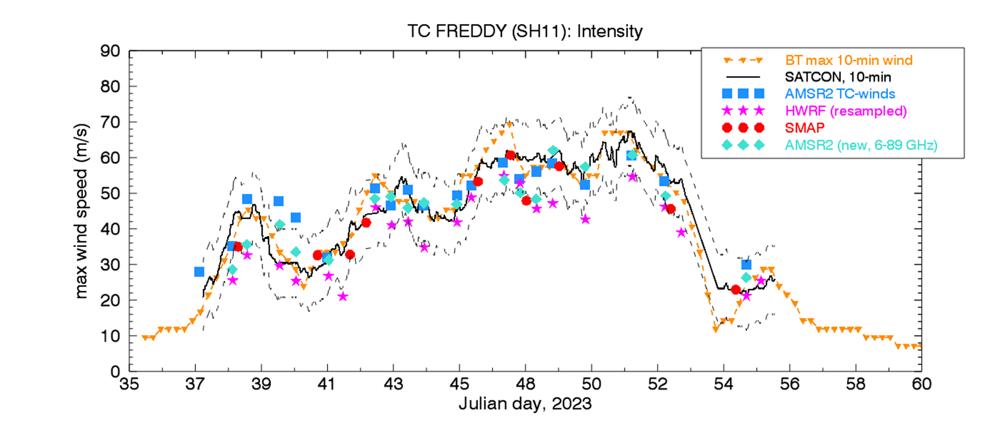 TC FREDDY (SH11): Intensity
90
80
70
60
50
40
30
20
10
0
max wind speed (m/s)
35 37 39 41 43 45 48 50 52 54 56 58 60
Julian day, 2023
BT max 10-min wind
SATCON, 10-min
AMSR2 TC-winds
HWRF (resampled)
SMAP
AMSR2 (new, 6-89 GHz)